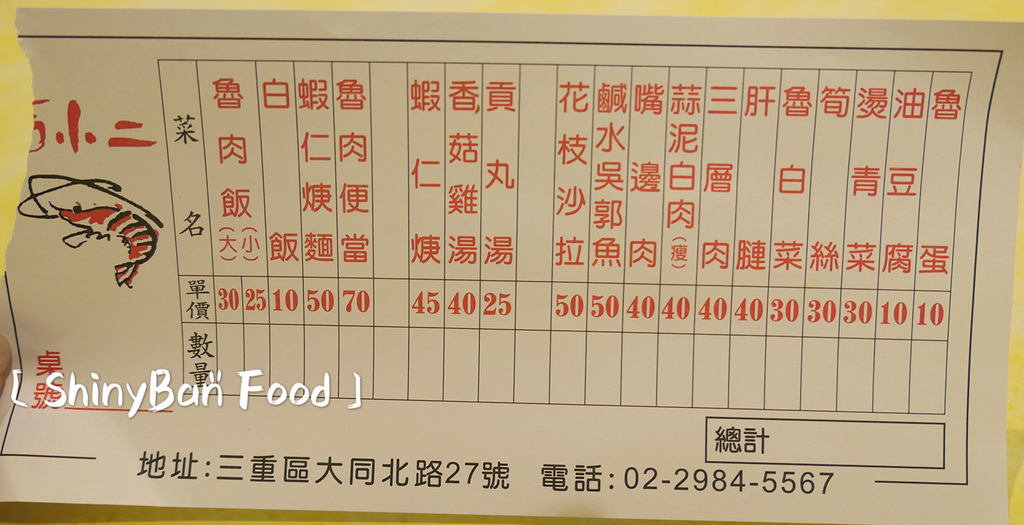 小二
菜名
單價
數量
魯肉飯(大) 30
(小) 25
白飯 10
蝦仁焿麵 50
魯肉便當 70
蝦仁焿 45
香菇雞湯 40
貢丸湯 25
花枝沙拉 50
鹹水吳郭魚 50
嘴邊肉 40
蒜泥白肉(瘦) 40
三層肉 40
肝腱 40
魯白菜 30
筍絲 30
燙青菜 30
油豆腐 10
魯蛋 10
桌號
[ ShinyBan Food ]
總計
地址:三重區大同北路27號 電話:02-2984-5567